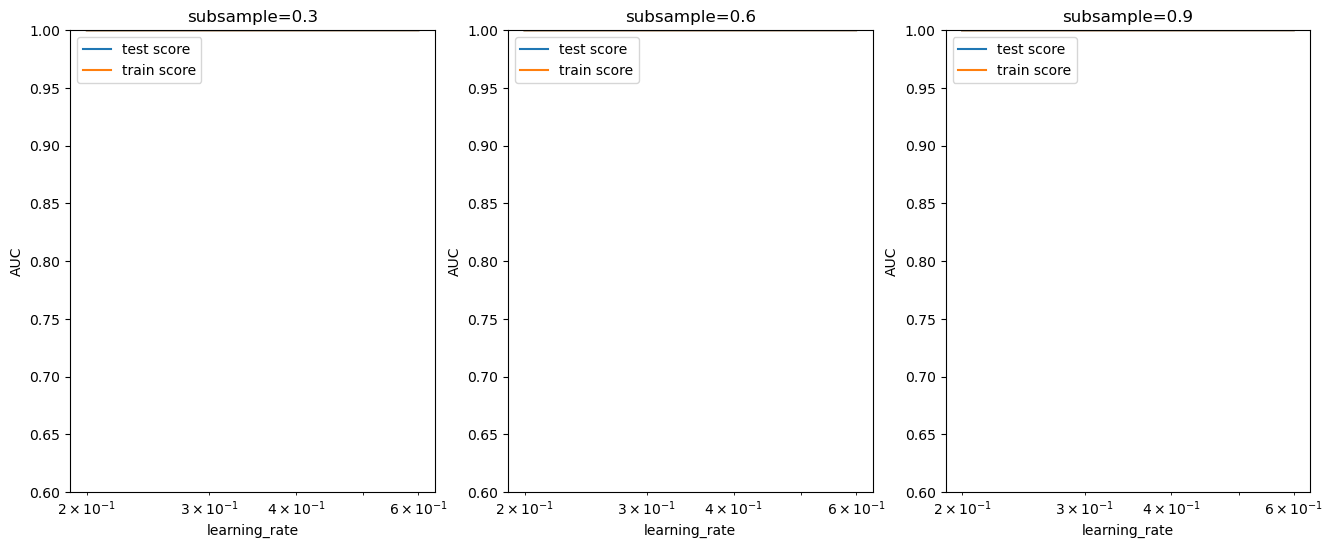 subsample=0.3
test score
train score
AUC
1.00
0.95
0.90
0.85
0.80
0.75
0.70
0.65
0.60
2 × 10⁻¹
3 × 10⁻¹
4 × 10⁻¹
6 × 10⁻¹
learning_rate
subsample=0.6
test score
train score
AUC
1.00
0.95
0.90
0.85
0.80
0.75
0.70
0.65
0.60
2 × 10⁻¹
3 × 10⁻¹
4 × 10⁻¹
6 × 10⁻¹
learning_rate
subsample=0.9
test score
train score
AUC
1.00
0.95
0.90
0.85
0.80
0.75
0.70
0.65
0.60
2 × 10⁻¹
3 × 10⁻¹
4 × 10⁻¹
6 × 10⁻¹
learning_rate